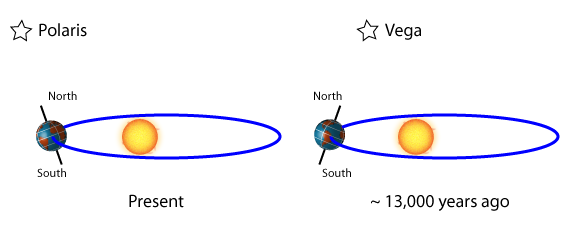 Polaris
Vega
North
North
South
South
Present
~ 13,000 years ago